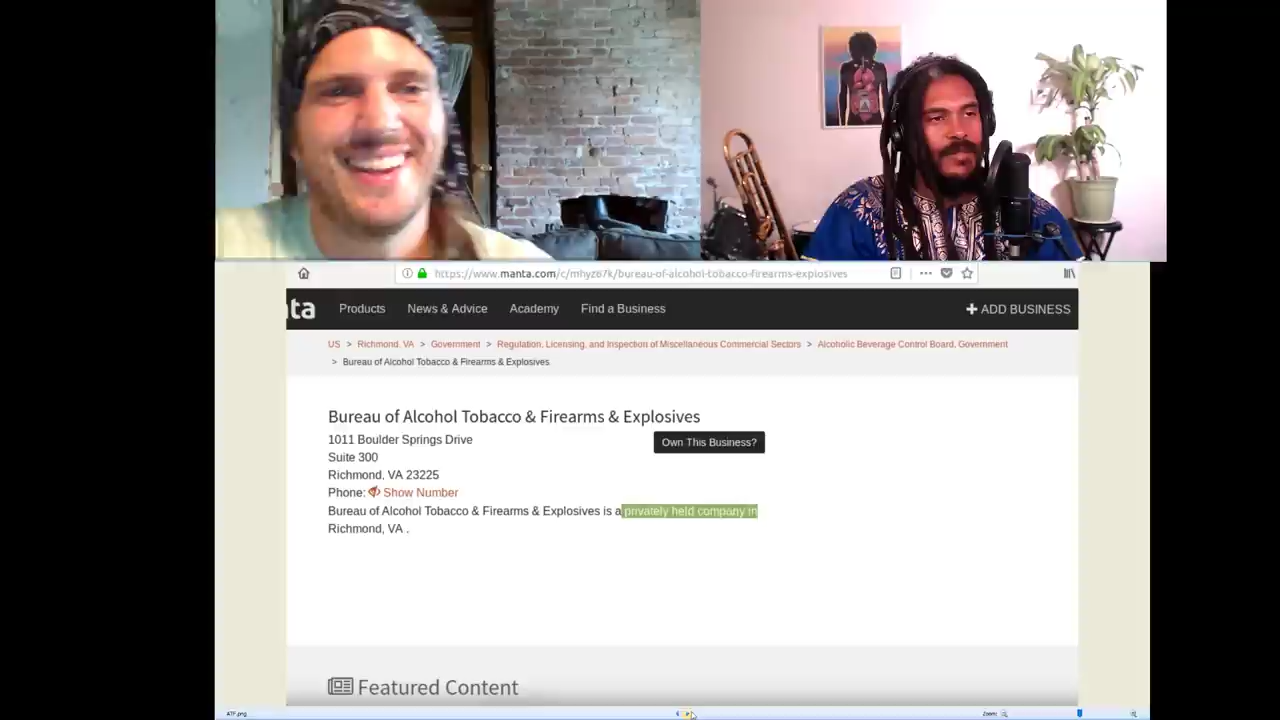 https://www.manta.com/c/mhyz67k/bureau-of-alcohol-tobacco-firearms-explosives
nta
Products
News & Advice
Academy
Find a Business
ADD BUSINESS
US > Richmond, VA > Government > Regulation, Licensing, and Inspection of Miscellaneous Commercial Sectors > Alcoholic Beverage Control Board, Government
> Bureau of Alcohol Tobacco & Firearms & Explosives
Bureau of Alcohol Tobacco & Firearms & Explosives
1011 Boulder Springs Drive
Own This Business?
Suite 300
Richmond, VA 23225
Phone: Show Number
Bureau of Alcohol Tobacco & Firearms & Explosives is a privately held company in
Richmond, VA .
Featured Content
ATF.png
Zoom: